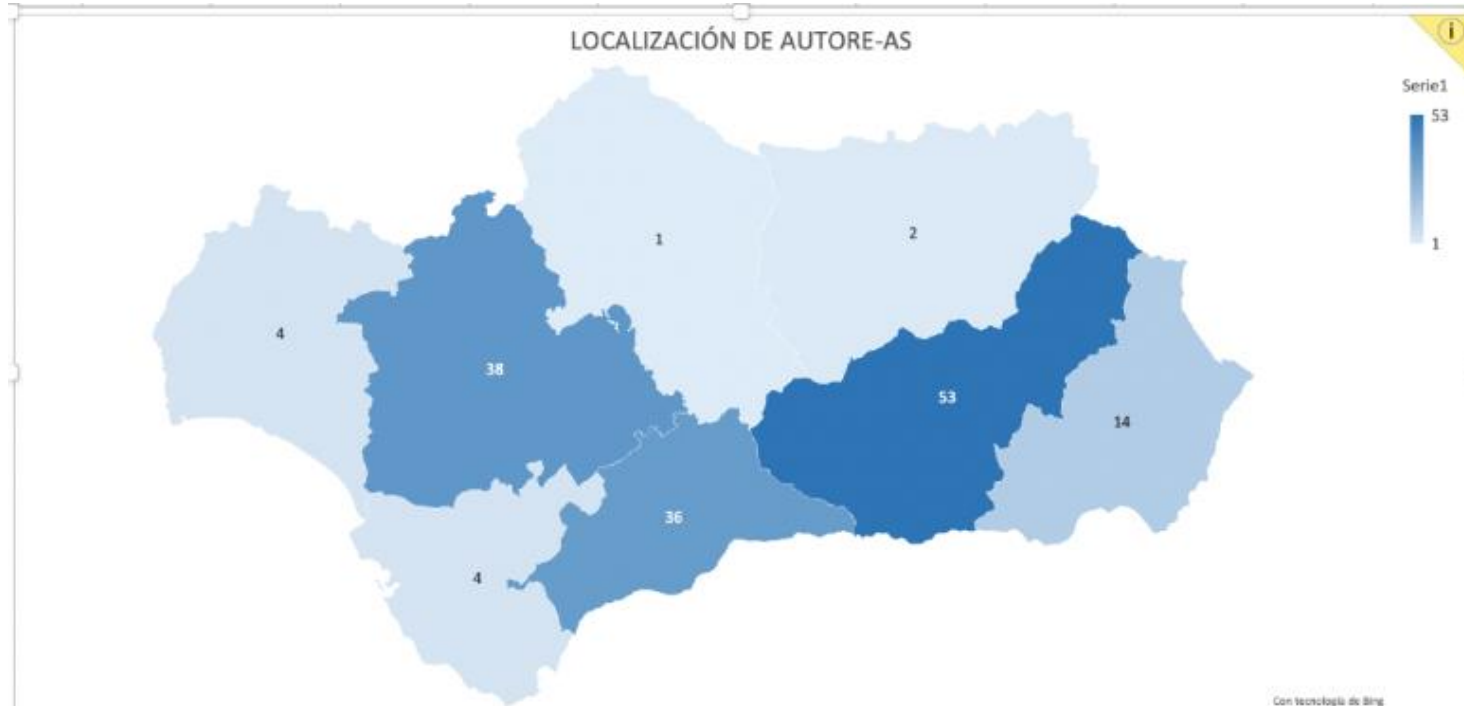 LOCALIZACIÓN DE AUTORE-AS
i
Serie1
53
1
1
2
4
38
53
14
36
4
Con tecnología de Bing